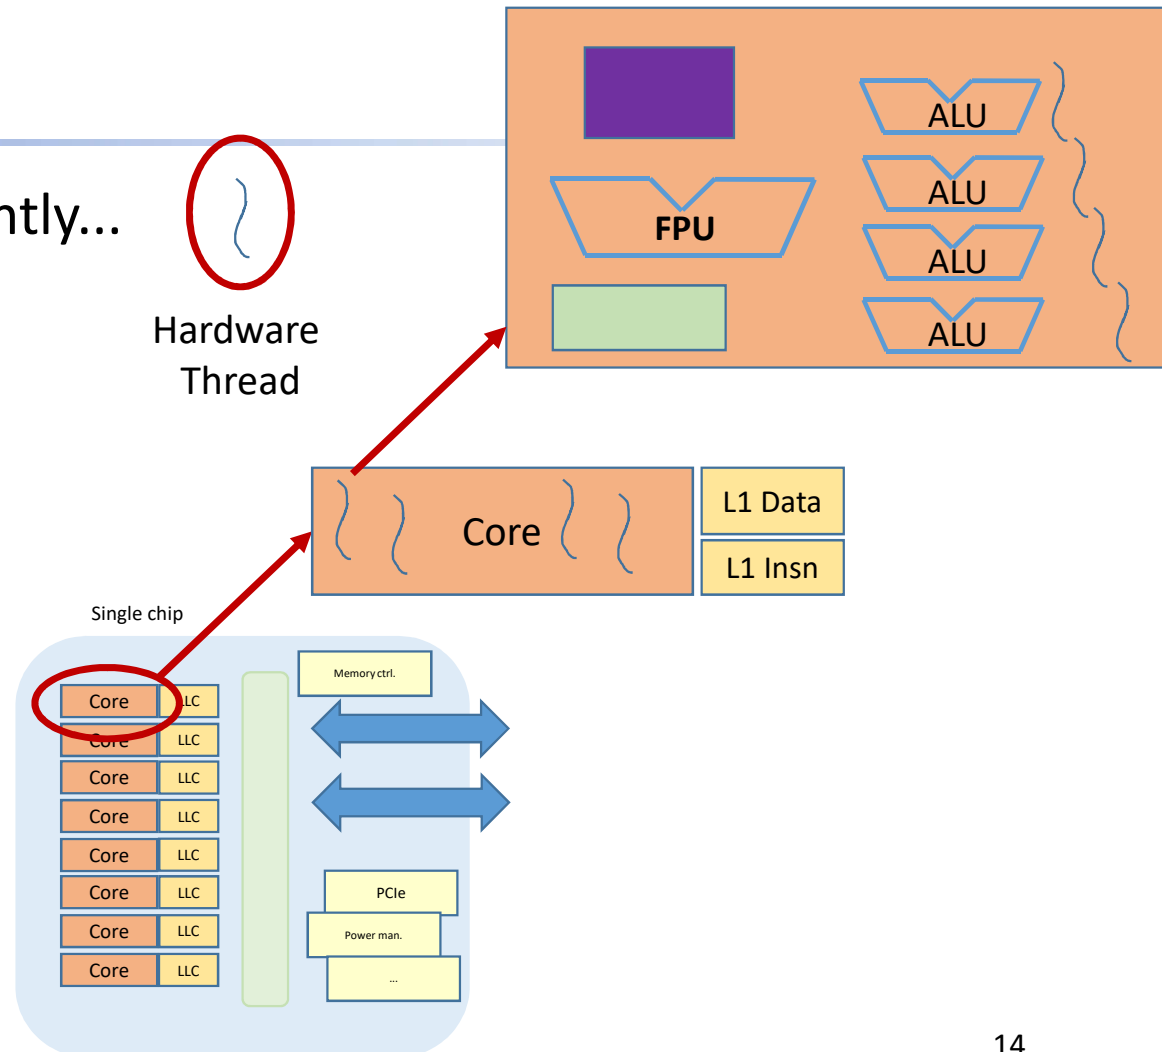 ntly...
Hardware
Thread
ALU
ALU
FPU
ALU
ALU
Core
L1 Data
L1 Insn
Single chip
Memory ctrl.
Core
LLC
Core
LLC
Core
LLC
Core
LLC
Core
LLC
Core
LLC
Core
LLC
Core
LLC
PCIe
Power man.
...
14